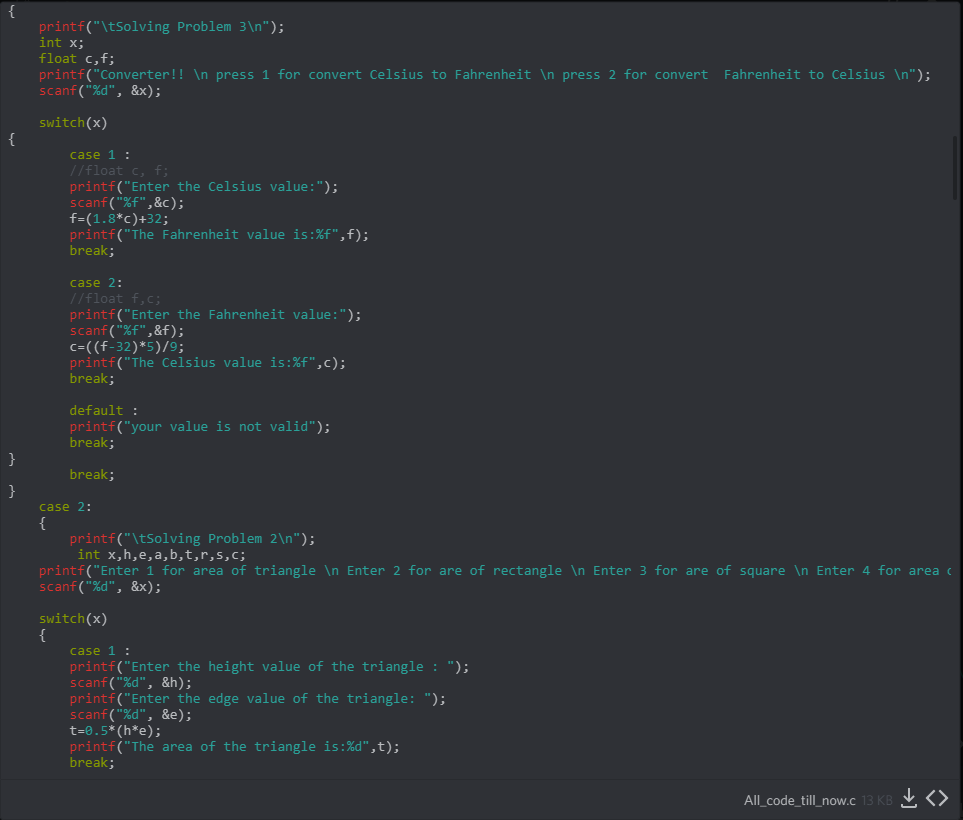 {
    printf("\tSolving Problem 3\n");
    int x;
    float c,f;
    printf("Converter!! \n press 1 for convert Celsius to Fahrenheit \n press 2 for convert  Fahrenheit to Celsius \n");
    scanf("%d", &x);

    switch(x)
{
        case 1 :
        //float c, f;
        printf("Enter the Celsius value:");
        scanf("%f",&c);
        f=(1.8*c)+32;
        printf("The Fahrenheit value is:%f",f);
        break;

        case 2:
        //float f,c;
        printf("Enter the Fahrenheit value:");
        scanf("%f",&f);
        c=((f-32)*5)/9;
        printf("The Celsius value is:%f",c);
        break;

        default :
        printf("your value is not valid");
        break;
}
        break;
}
    case 2:
    {
        printf("\tSolving Problem 2\n");
         int x,h,e,a,b,t,r,s,c;
    printf("Enter 1 for area of triangle \n Enter 2 for are of rectangle \n Enter 3 for are of square \n Enter 4 for area
    scanf("%d", &x);

    switch(x)
    {
        case 1 :
        printf("Enter the height value of the triangle : ");
        scanf("%d", &h);
        printf("Enter the edge value of the triangle: ");
        scanf("%d", &e);
        t=0.5*(h*e);
        printf("The area of the triangle is:%d",t);
        break;
All_code_till_now.c 13 KB